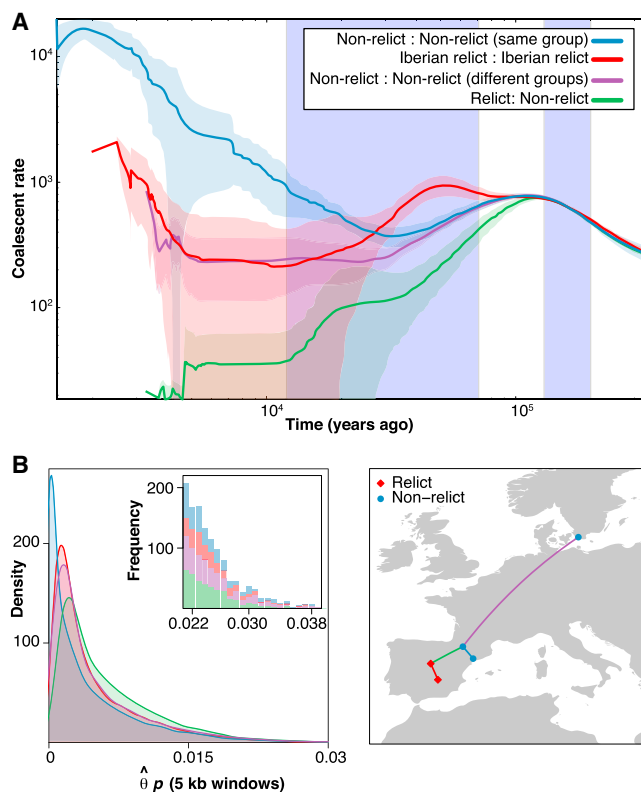 A
Non-relict : Non-relict (same group)
Iberian relict : Iberian relict
Non-relict : Non-relict (different groups)
Relict: Non-relict
Coalescent rate
10^4
10^3
10^2
10^4
10^5
Time (years ago)
B
Density
200
100
0
0.015
0.03
θ̂ p (5 kb windows)
Frequency
200
100
0.022
0.030
0.038
Relict
Non–relict